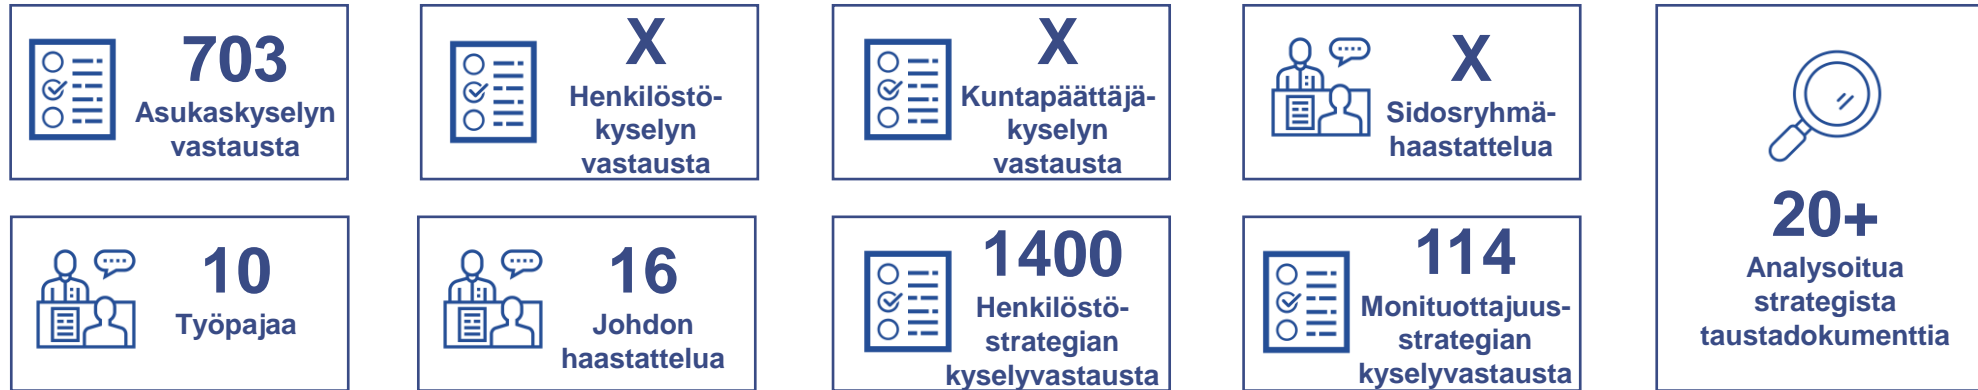 703
Asukaskyselyn
vastausta
X
Henkilöstö-
kyselyn
vastausta
X
Kuntapäättäjä-
kyselyn
vastausta
X
Sidosryhmä-
haastattelua
20+
Analysoitua
strategista
taustadokumenttia
10
Työpajaa
16
Johdon
haastattelua
1400
Henkilöstö-
strategian
kyselyvastausta
114
Monituottajuus-
strategian
kyselyvastausta